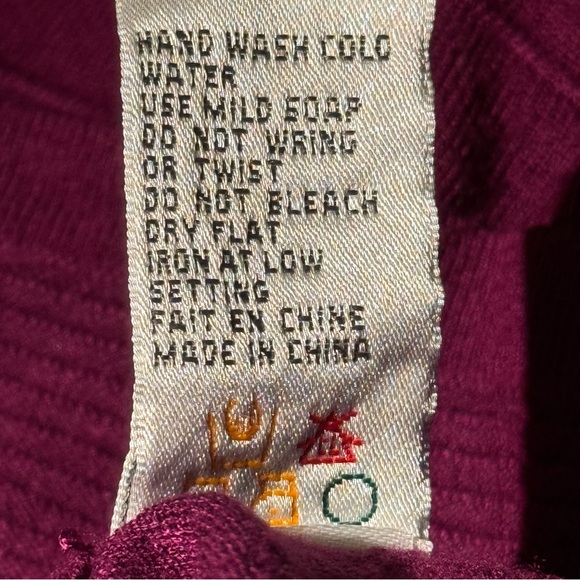 HAND WASH COLD
WATER
USE MILD SOAP
DO NOT WRING
OR TWIST
DO NOT BLEACH
DRY FLAT
IRON AT LOW
SETTING
FAIT EN CHINE
MADE IN CHINA